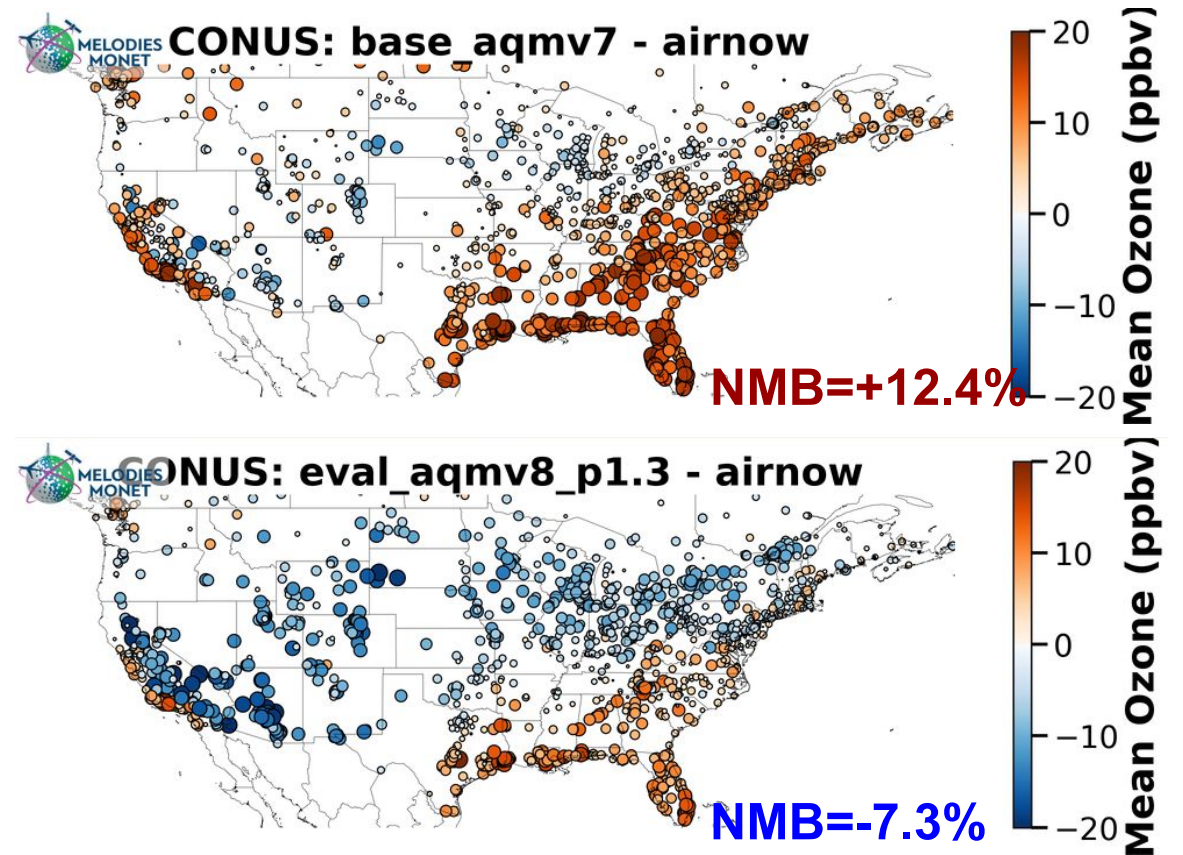 MELODIES
MONET
CONUS: base_aqmv7 - airnow
20
10
0
−10
−20
Mean Ozone (ppbv)
NMB=+12.4%
MELODIES
MONET
CONUS: eval_aqmv8_p1.3 - airnow
20
10
0
−10
−20
Mean Ozone (ppbv)
NMB=-7.3%